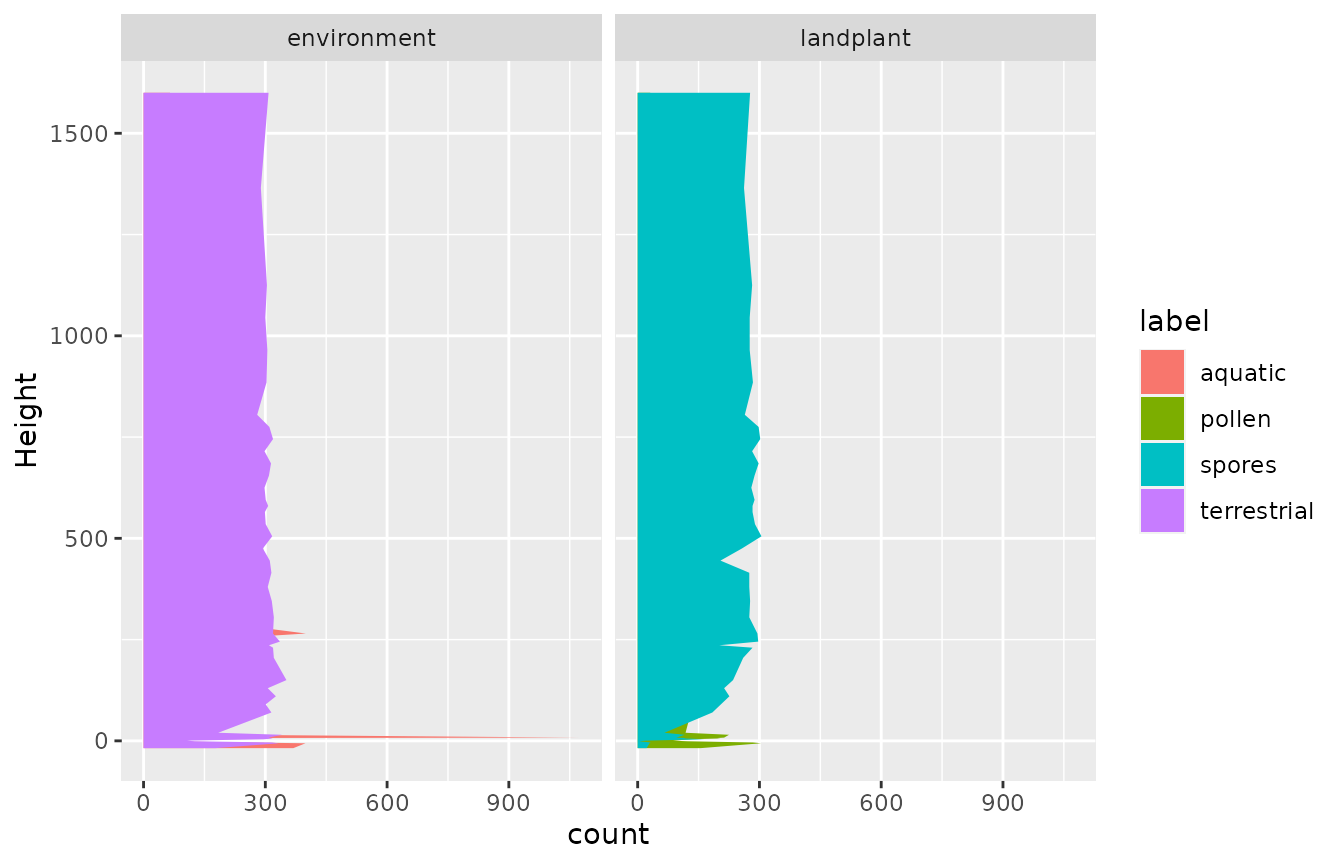 environment
landplant
Height
1500
1000
500
0
0
300
600
900
0
300
600
900
count
label
aquatic
pollen
spores
terrestrial